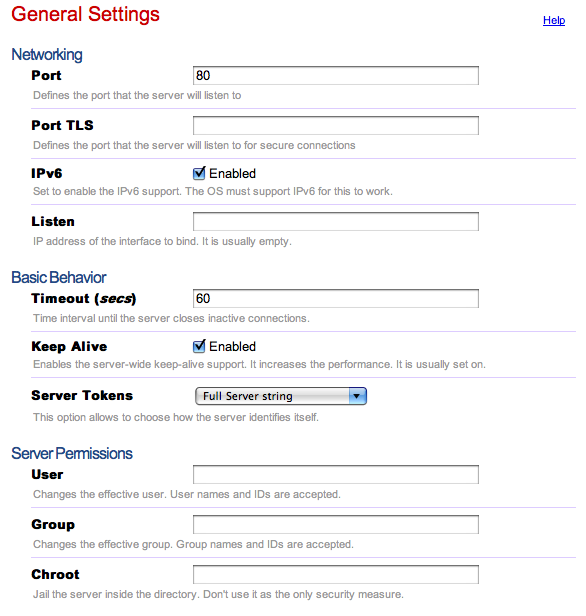 General Settings
Help
Networking
Port 80
Defines the port that the server will listen to
Port TLS
Defines the port that the server will listen to for secure connections
IPv6 Enabled
Set to enable the IPv6 support. The OS must support IPv6 for this to work.
Listen
IP address of the interface to bind. It is usually empty.
Basic Behavior
Timeout (secs) 60
Time interval until the server closes inactive connections.
Keep Alive Enabled
Enables the server-wide keep-alive support. It increases the performance. It is usually set on.
Server Tokens Full Server string
This option allows to choose how the server identifies itself.
Server Permissions
User
Changes the effective user. User names and IDs are accepted.
Group
Changes the effective group. Group names and IDs are accepted.
Chroot
Jail the server inside the directory. Don't use it as the only security measure.